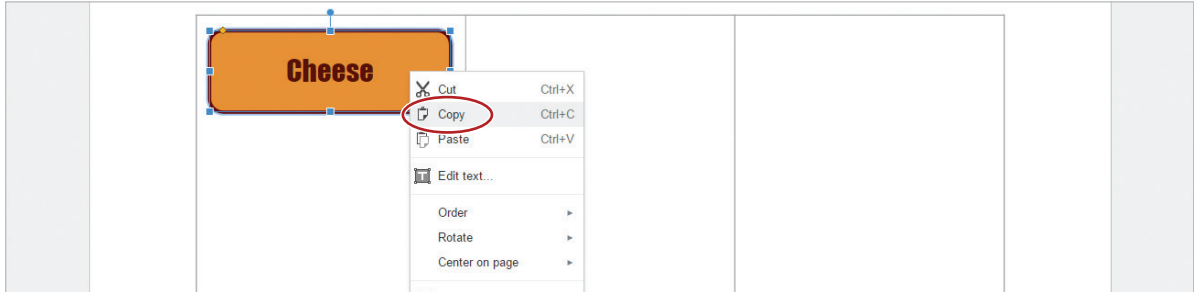 Cheese
Cut Ctrl+X
Copy Ctrl+C
Paste Ctrl+V
Edit text...
Order
Rotate
Center on page